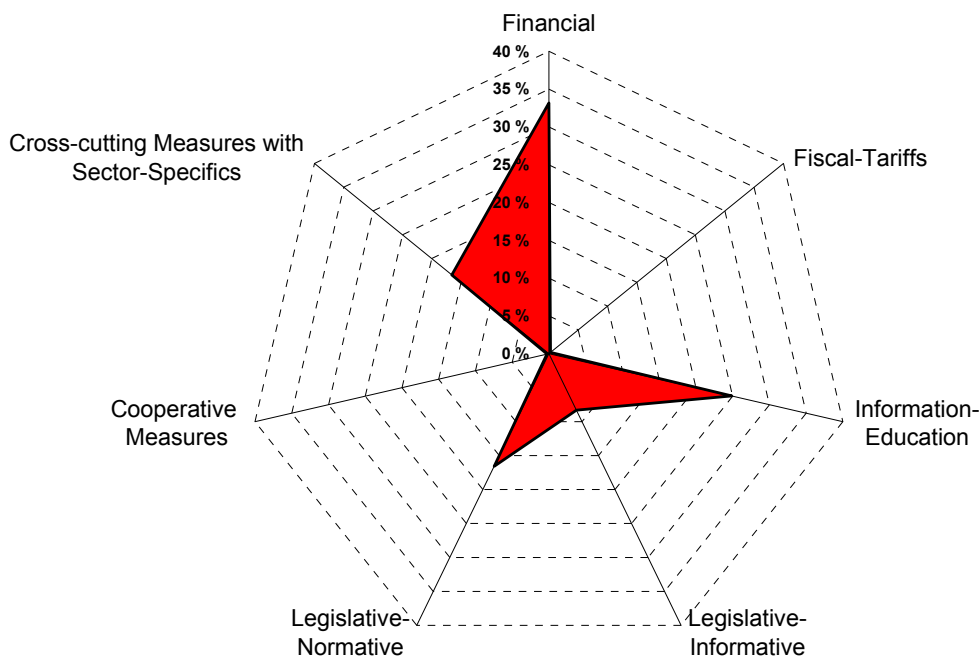 Financial
40 %
35 %
30 %
25 %
20 %
15 %
10 %
5 %
0 %
Cross-cutting Measures with
Sector-Specifics
Fiscal-Tariffs
Cooperative
Measures
Information-
Education
Legislative-
Normative
Legislative-
Informative